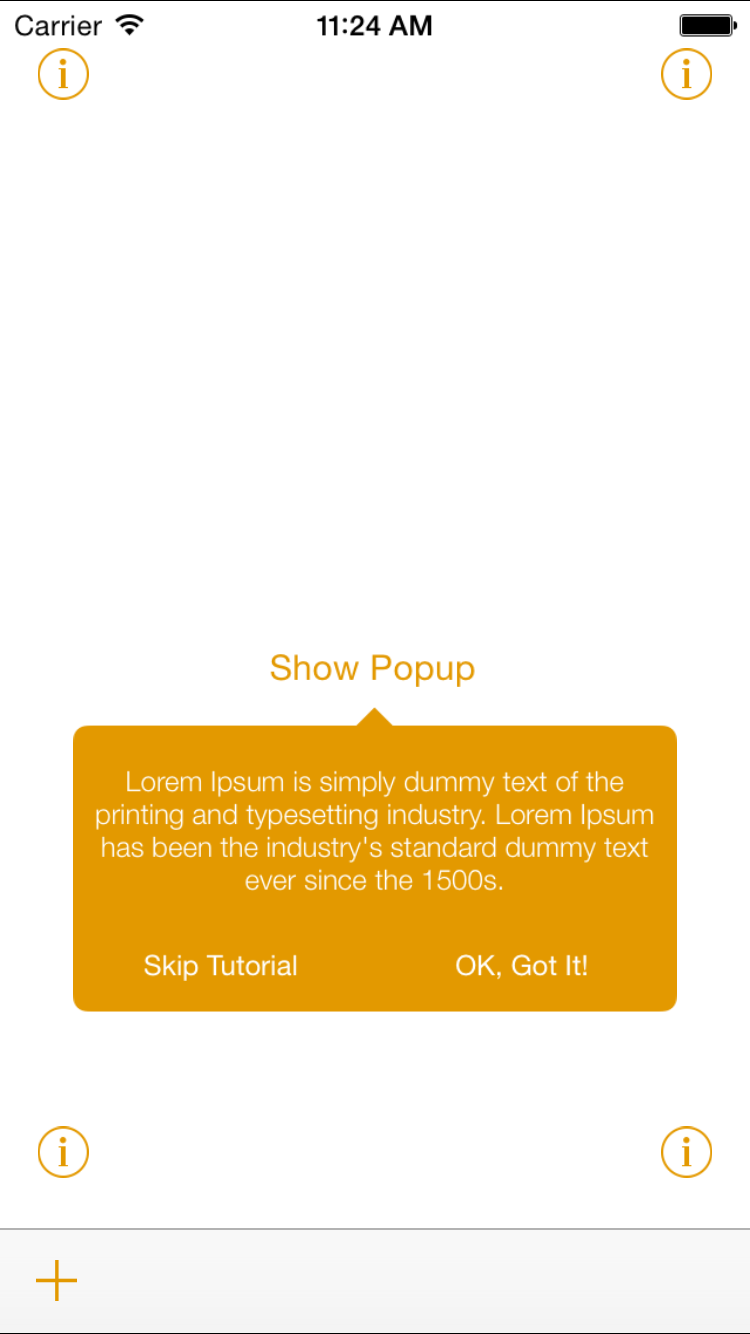 Carrier 11:24 AM
i i
Show Popup
Lorem Ipsum is simply dummy text of the
printing and typesetting industry. Lorem Ipsum
has been the industry's standard dummy text
ever since the 1500s.
Skip Tutorial OK, Got It!
i i